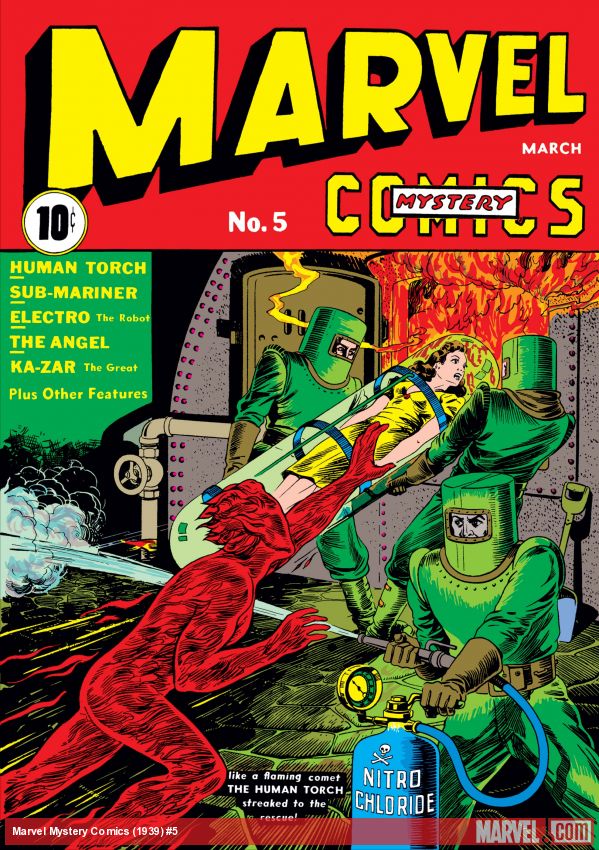 MARVEL
MARCH
COMICS
MYSTERY
10¢
No. 5
HUMAN TORCH
SUB-MARINER
ELECTRO The Robot
THE ANGEL
KA-ZAR The Great
Plus Other Features
like a flaming comet
THE HUMAN TORCH
streaked to the
rescue!
NITRO
CHLORIDE
Marvel Mystery Comics (1939) #5
MARVEL.COM